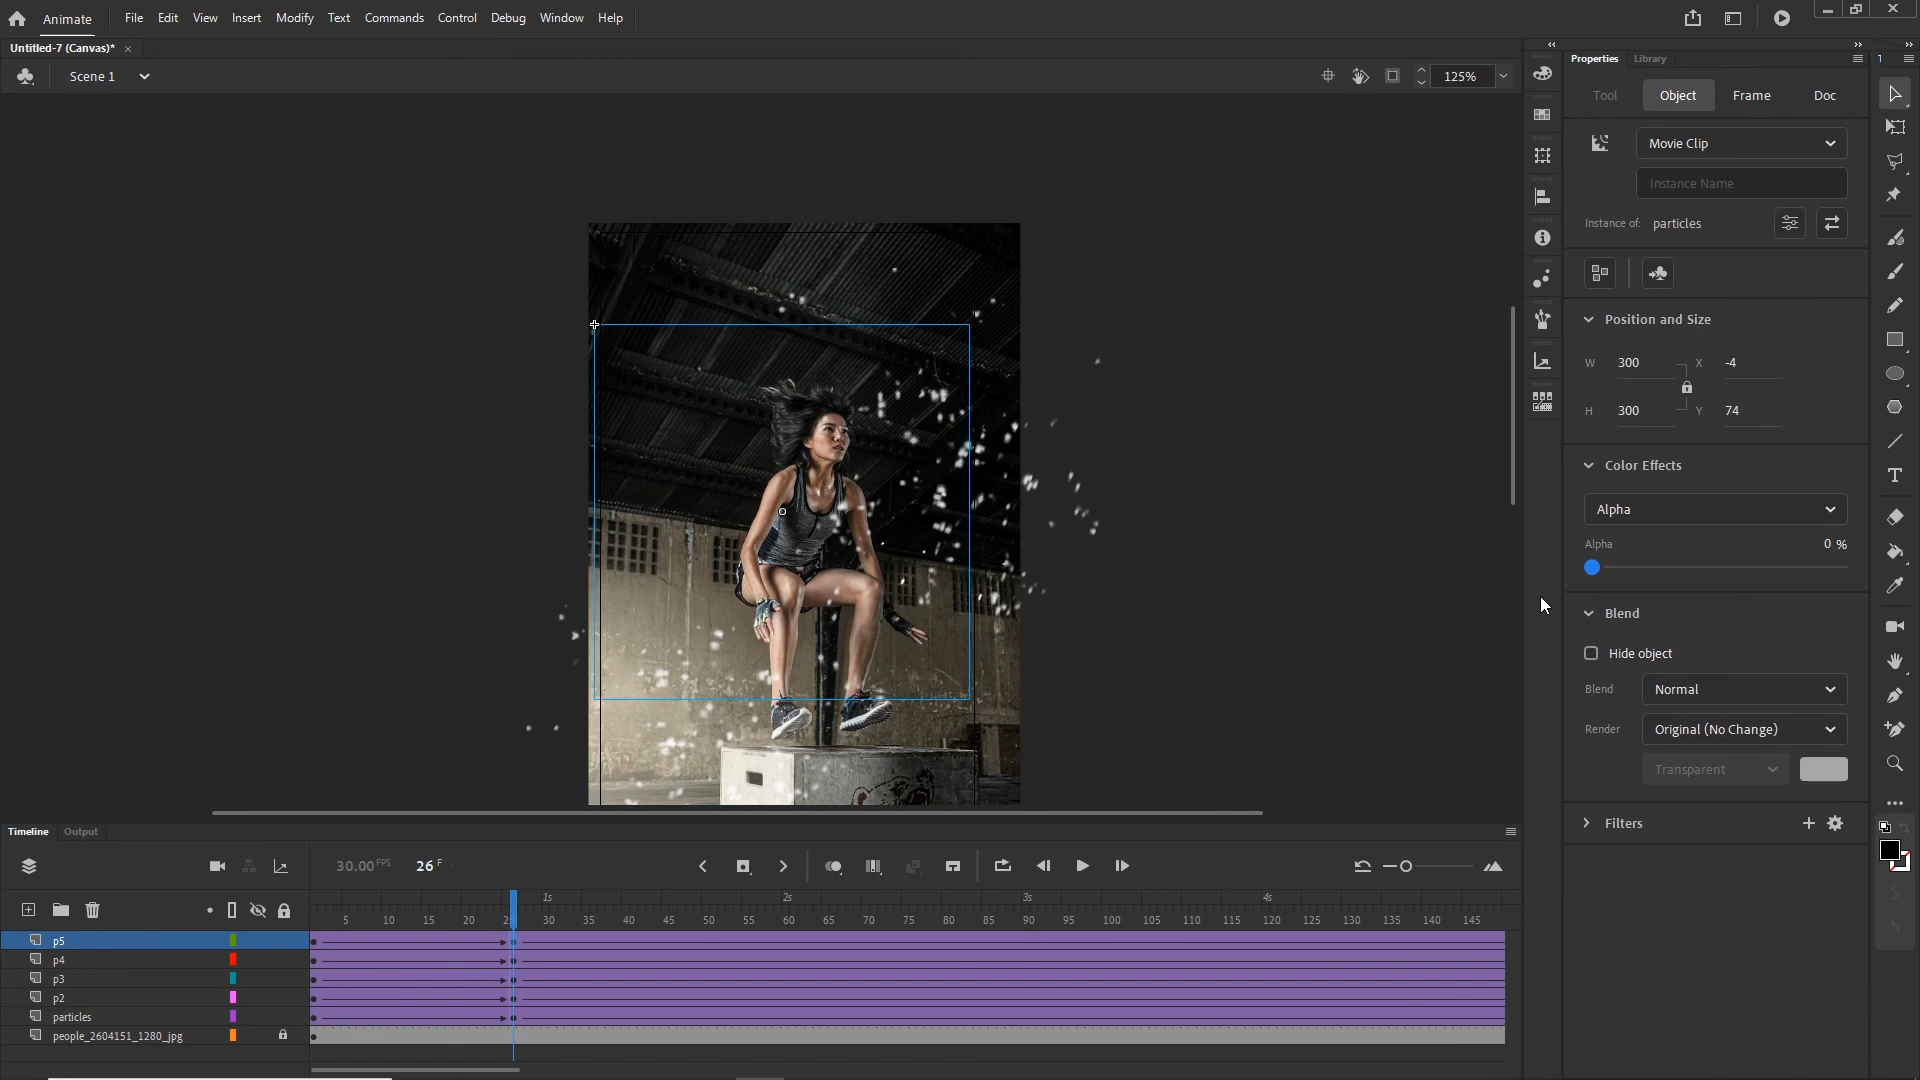 Animate File Edit View Insert Modify Text Commands Control Debug Window Help
Untitled-7 (Canvas)* ×
Scene 1 125%
Properties Library
Tool Object Frame Doc
Movie Clip
Instance Name
Instance of: particles
Position and Size
W 300 X -4
H 300 Y 74
Color Effects
Alpha
Alpha 0 %
Blend
Hide object
Blend Normal
Render Original (No Change)
Transparent
Filters
Timeline Output
30.00 FPS 26 F
1s 2s 3s 4s
5 10 15 20 25 30 35 40 45 50 55 60 65 70 75 80 85 90 95 100 105 110 115 120 125 130 135 140 145
p5
p4
p3
p2
particles
people_2604151_1280_jpg